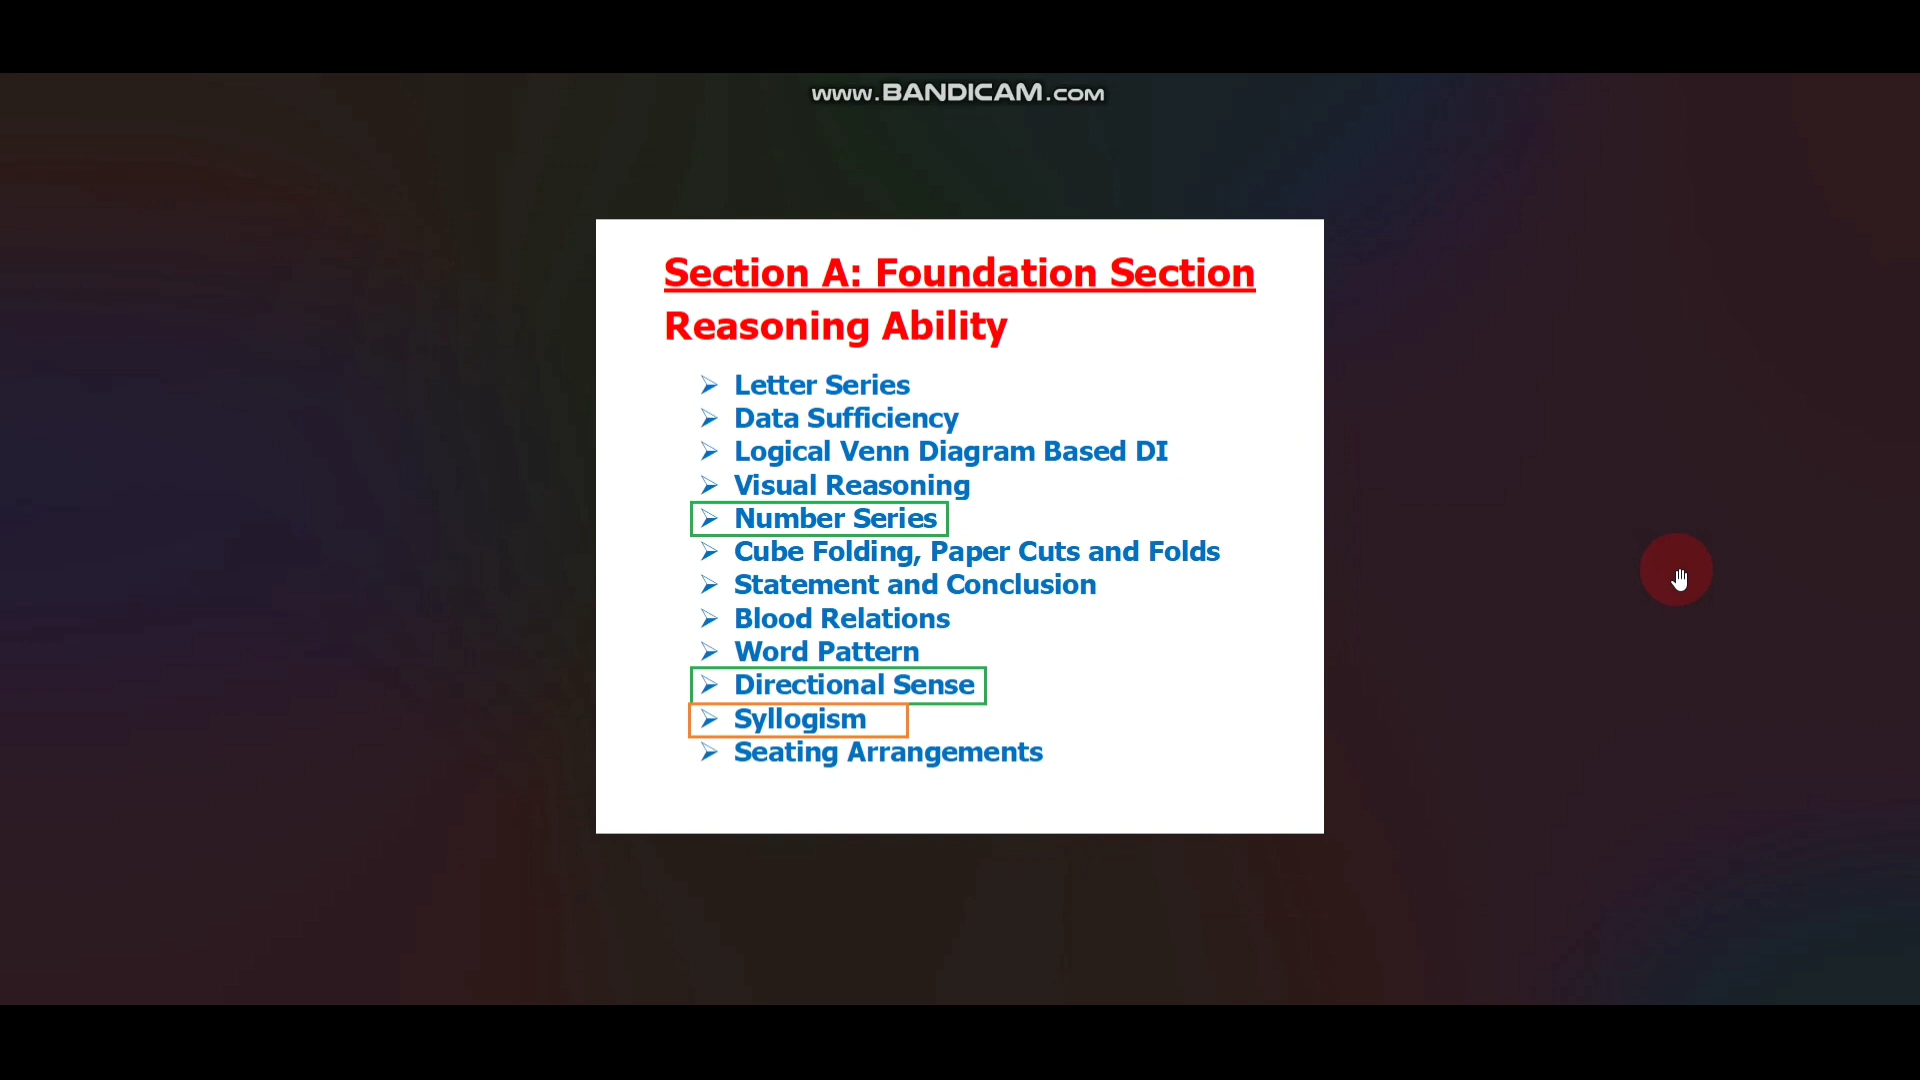 www.BANDICAM.COM
Section A: Foundation Section
Reasoning Ability
Letter Series
Data Sufficiency
Logical Venn Diagram Based DI
Visual Reasoning
Number Series
Cube Folding, Paper Cuts and Folds
Statement and Conclusion
Blood Relations
Word Pattern
Directional Sense
Syllogism
Seating Arrangements